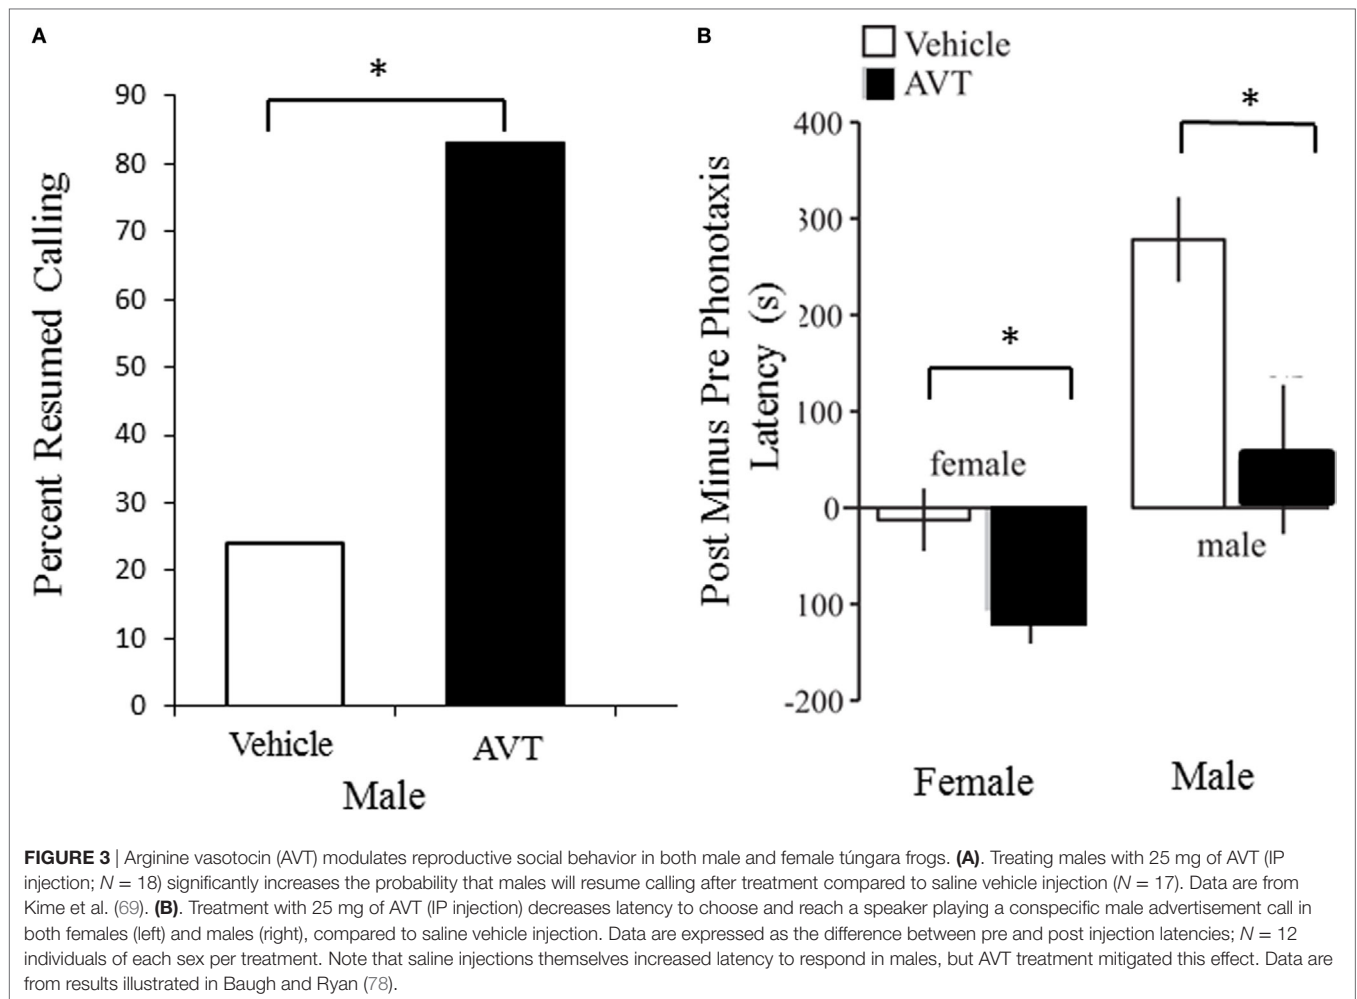 A
*
90
80
70
60
50
40
30
20
10
0
Percent Resumed Calling
Vehicle
AVT
Male
B
Vehicle
AVT
*
*
400
300
200
100
0
100
-200
Post Minus Pre Phonotaxis
Latency (s)
female
male
Female
Male
FIGURE 3 | Arginine vasotocin (AVT) modulates reproductive social behavior in both male and female túngara frogs. (A). Treating males with 25 mg of AVT (IP
injection; N = 18) significantly increases the probability that males will resume calling after treatment compared to saline vehicle injection (N = 17). Data are from
Kime et al. (69). (B). Treatment with 25 mg of AVT (IP injection) decreases latency to choose and reach a speaker playing a conspecific male advertisement call in
both females (left) and males (right), compared to saline vehicle injection. Data are expressed as the difference between pre and post injection latencies; N = 12
individuals of each sex per treatment. Note that saline injections themselves increased latency to respond in males, but AVT treatment mitigated this effect. Data are
from results illustrated in Baugh and Ryan (78).